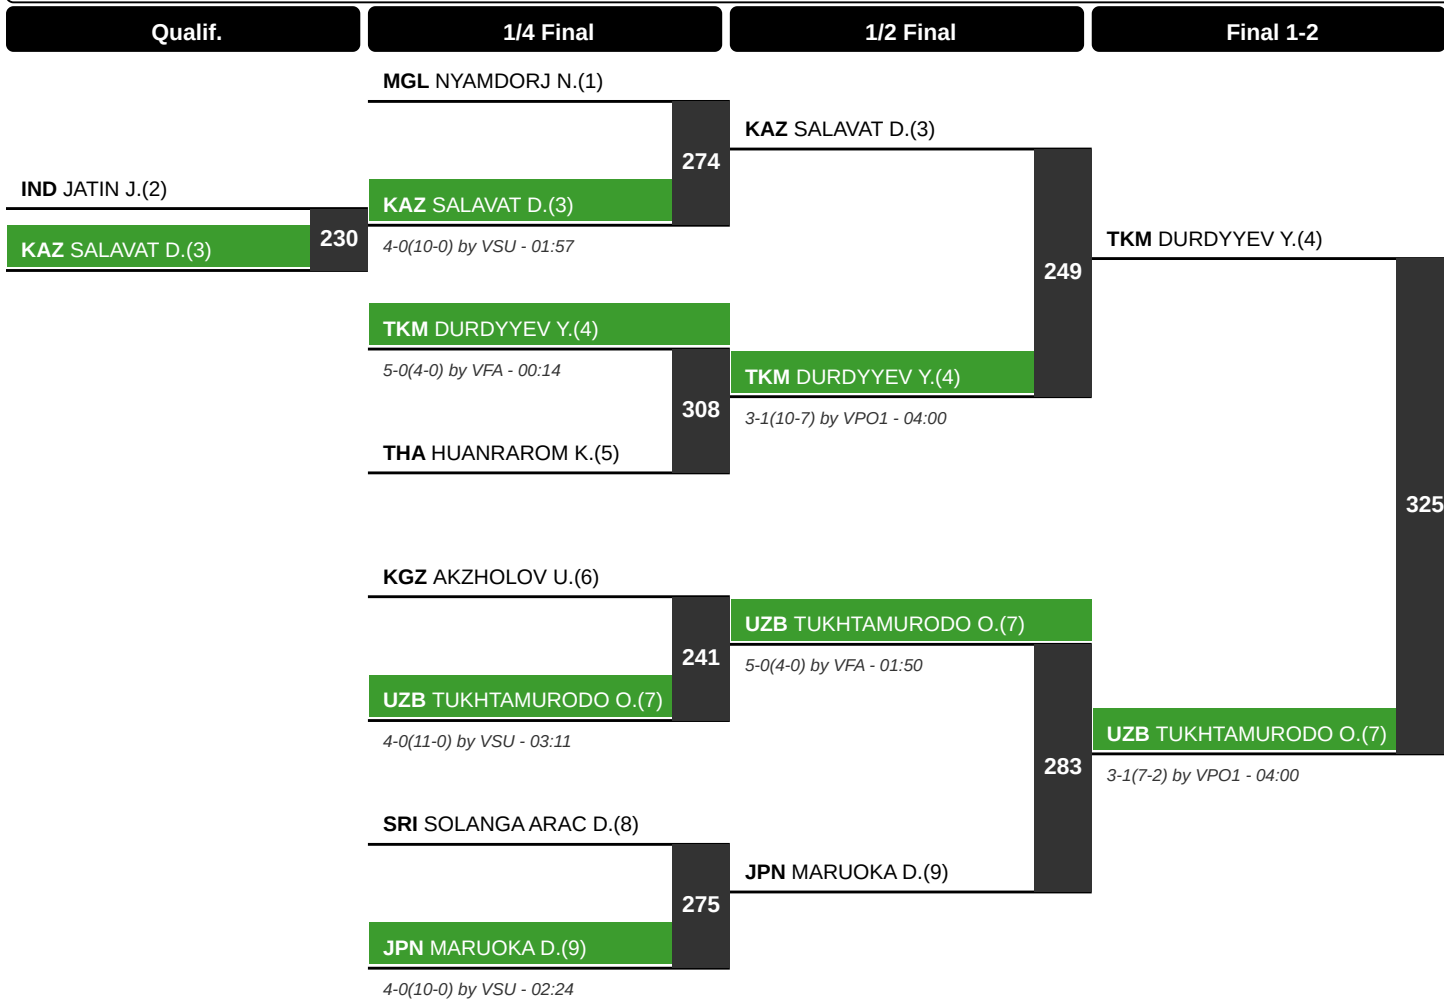 Qualif.
1/4 Final
1/2 Final
Final 1-2
IND JATIN J.(2)
KAZ SALAVAT D.(3)
230
MGL NYAMDORJ N.(1)
KAZ SALAVAT D.(3)
4-0(10-0) by VSU - 01:57
274
TKM DURDYYEV Y.(4)
5-0(4-0) by VFA - 00:14
THA HUANRAROM K.(5)
308
KGZ AKZHOLOV U.(6)
UZB TUKHTAMURODO O.(7)
4-0(11-0) by VSU - 03:11
241
SRI SOLANGA ARAC D.(8)
JPN MARUOKA D.(9)
4-0(10-0) by VSU - 02:24
275
KAZ SALAVAT D.(3)
TKM DURDYYEV Y.(4)
3-1(10-7) by VPO1 - 04:00
249
UZB TUKHTAMURODO O.(7)
5-0(4-0) by VFA - 01:50
JPN MARUOKA D.(9)
283
TKM DURDYYEV Y.(4)
UZB TUKHTAMURODO O.(7)
3-1(7-2) by VPO1 - 04:00
325